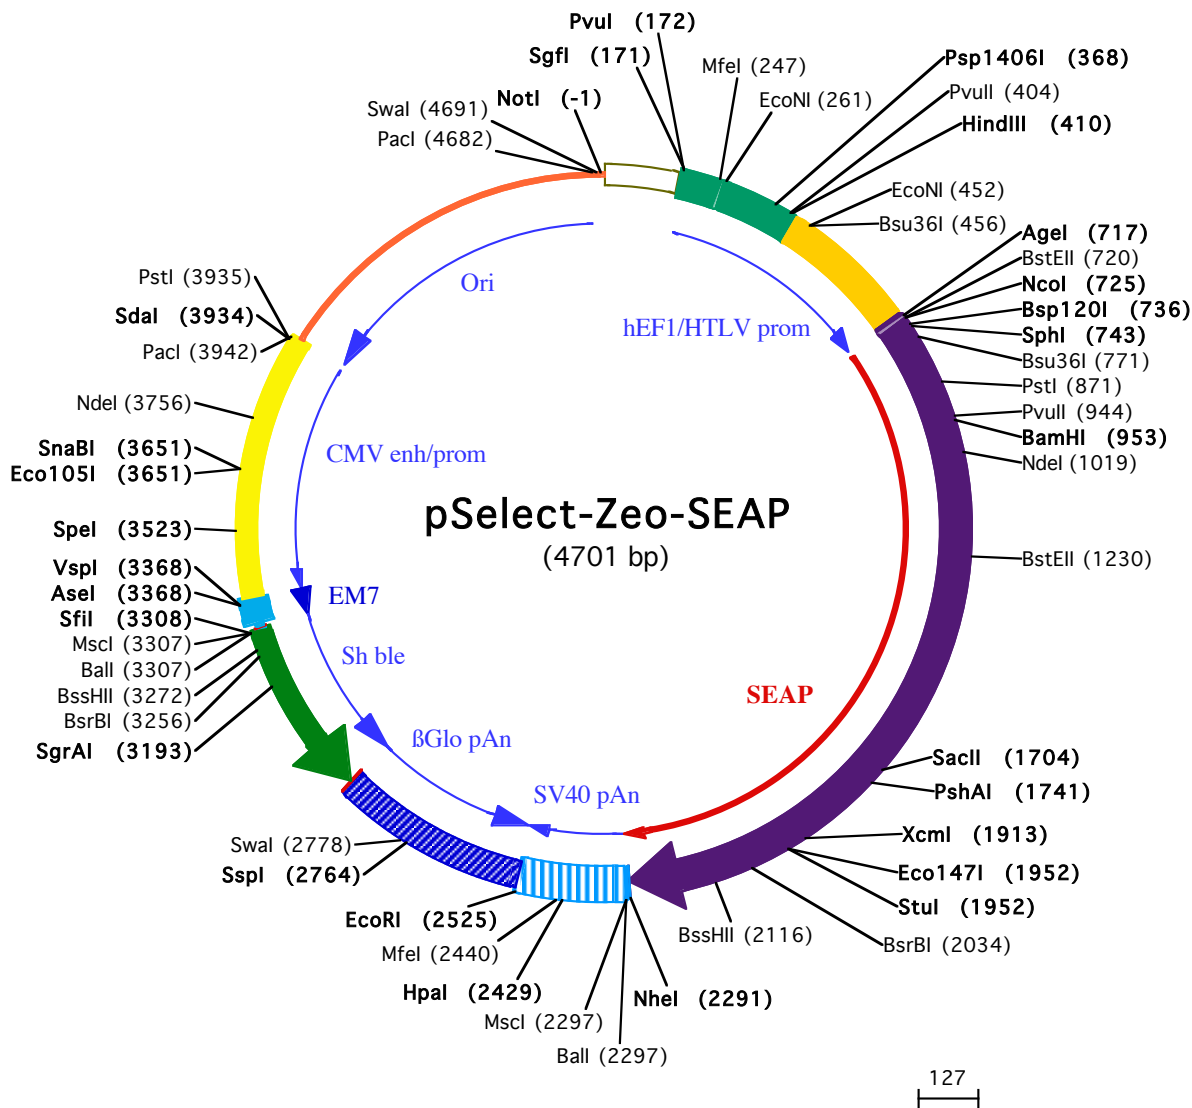 PvuI (172)
SgfI (171)
MfeI (247)
EcoNI (261)
Psp1406I (368)
PvuII (404)
HindIII (410)
SwaI (4691)
NotI (-1)
PacI (4682)
EcoNI (452)
Bsu36I (456)
AgeI (717)
BstEII (720)
NcoI (725)
Bsp120I (736)
SphI (743)
Bsu36I (771)
PstI (871)
PvuII (944)
BamHI (953)
NdeI (1019)
BstEII (1230)
PstI (3935)
SdaI (3934)
PacI (3942)
NdeI (3756)
SnaBI (3651)
Eco105I (3651)
SpeI (3523)
VspI (3368)
AseI (3368)
SfiI (3308)
MscI (3307)
BalI (3307)
BssHII (3272)
BsrBI (3256)
SgrAI (3193)
Ori
hEF1/HTLV prom
CMV enh/prom
pSelect-Zeo-SEAP
(4701 bp)
EM7
Sh ble
SEAP
ßGlo pAn
SV40 pAn
SacII (1704)
PshAI (1741)
XcmI (1913)
Eco147I (1952)
StuI (1952)
BsrBI (2034)
BssHII (2116)
SwaI (2778)
SspI (2764)
EcoRI (2525)
MfeI (2440)
HpaI (2429)
NheI (2291)
MscI (2297)
BalI (2297)
127